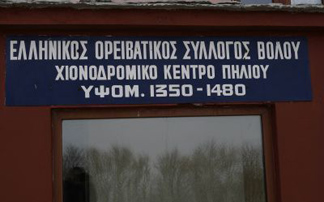 ΕΛΛΗΝΙΚΟΣ ΟΡΕΙΒΑΤΙΚΟΣ ΣΥΛΛΟΓΟΣ ΒΟΛΟΥ
ΧΙΟΝΟΔΡΟΜΙΚΟ ΚΕΝΤΡΟ ΠΗΛΙΟΥ
ΥΨΟΜ. 1350-1480